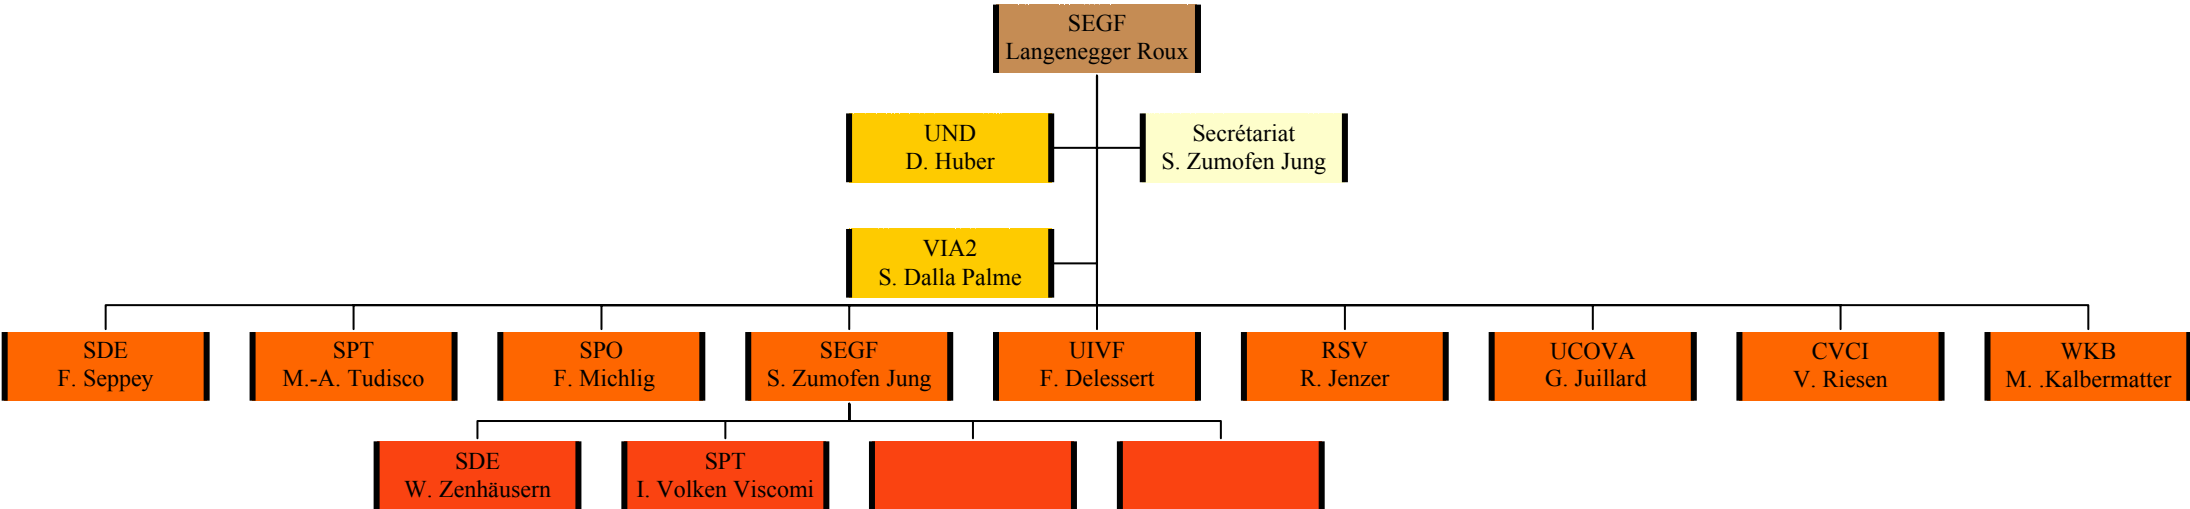 SEGF
Langenegger Roux
UND
D. Huber
Secrétariat
S. Zumofen Jung
VIA2
S. Dalla Palme
SDE
F. Seppey
SPT
M.-A. Tudisco
SPO
F. Michlig
SEGF
S. Zumofen Jung
UIVF
F. Delessert
RSV
R. Jenzer
UCOVA
G. Juillard
CVCI
V. Riesen
WKB
M. .Kalbermatter
SDE
W. Zenhäusern
SPT
I. Volken Viscomi